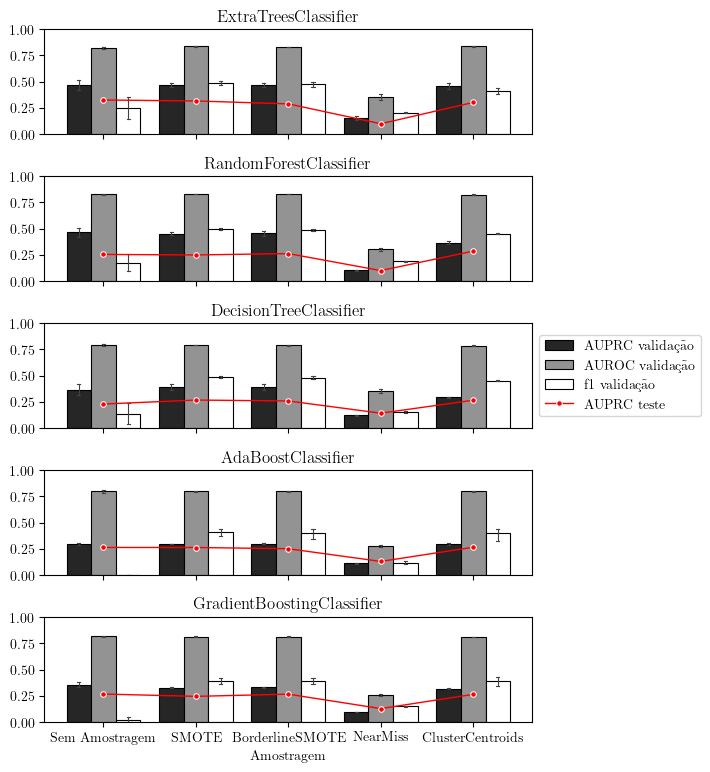 ExtraTreesClassifier
1.00
0.75
0.50
0.25
0.00
RandomForestClassifier
1.00
0.75
0.50
0.25
0.00
DecisionTreeClassifier
1.00
0.75
0.50
0.25
0.00
AUPRC validação
AUROC validação
f1 validação
AUPRC teste
AdaBoostClassifier
1.00
0.75
0.50
0.25
0.00
GradientBoostingClassifier
1.00
0.75
0.50
0.25
0.00
Sem Amostragem SMOTE BorderlineSMOTE NearMiss ClusterCentroids
Amostragem